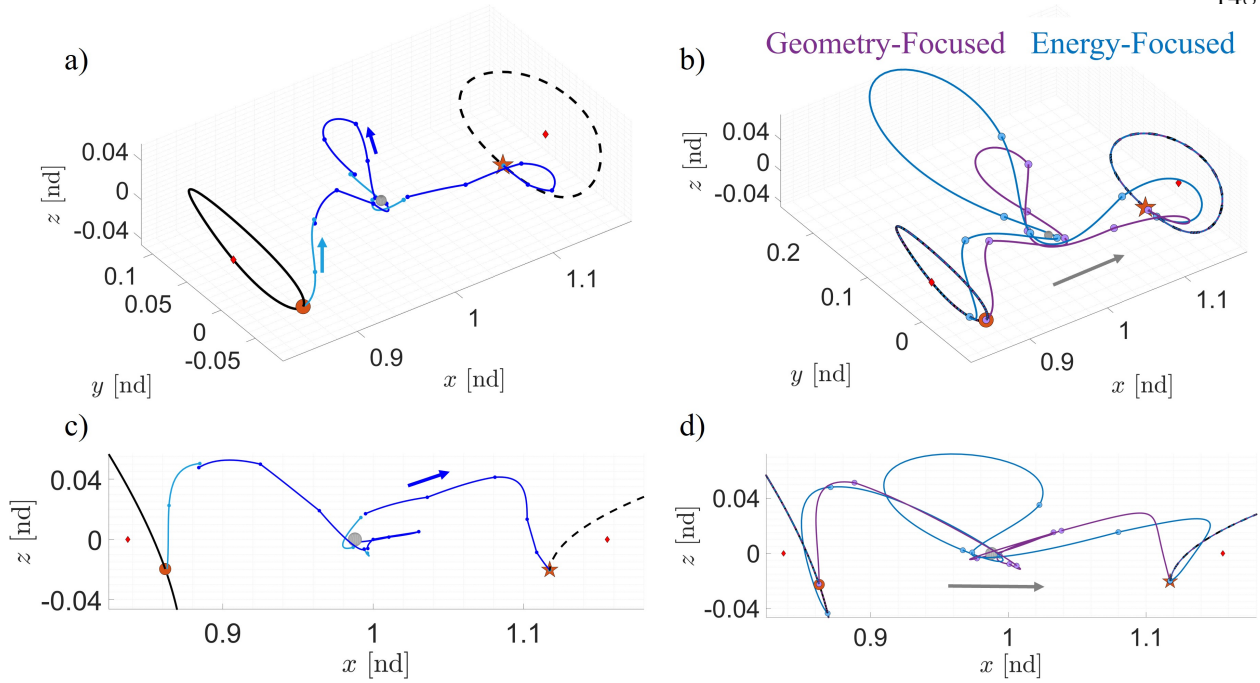 a)
0.04
0
-0.04
z [nd]
0.1
0.05
0
-0.05
y [nd]
0.9
1
1.1
x [nd]
b)
Geometry-Focused Energy-Focused
0.04
0
-0.04
z [nd]
0.2
0.1
0
y [nd]
0.9
1
1.1
x [nd]
c)
0.04
0
-0.04
z [nd]
0.9
1
1.1
x [nd]
d)
0.04
0
-0.04
z [nd]
0.9
1
1.1
x [nd]